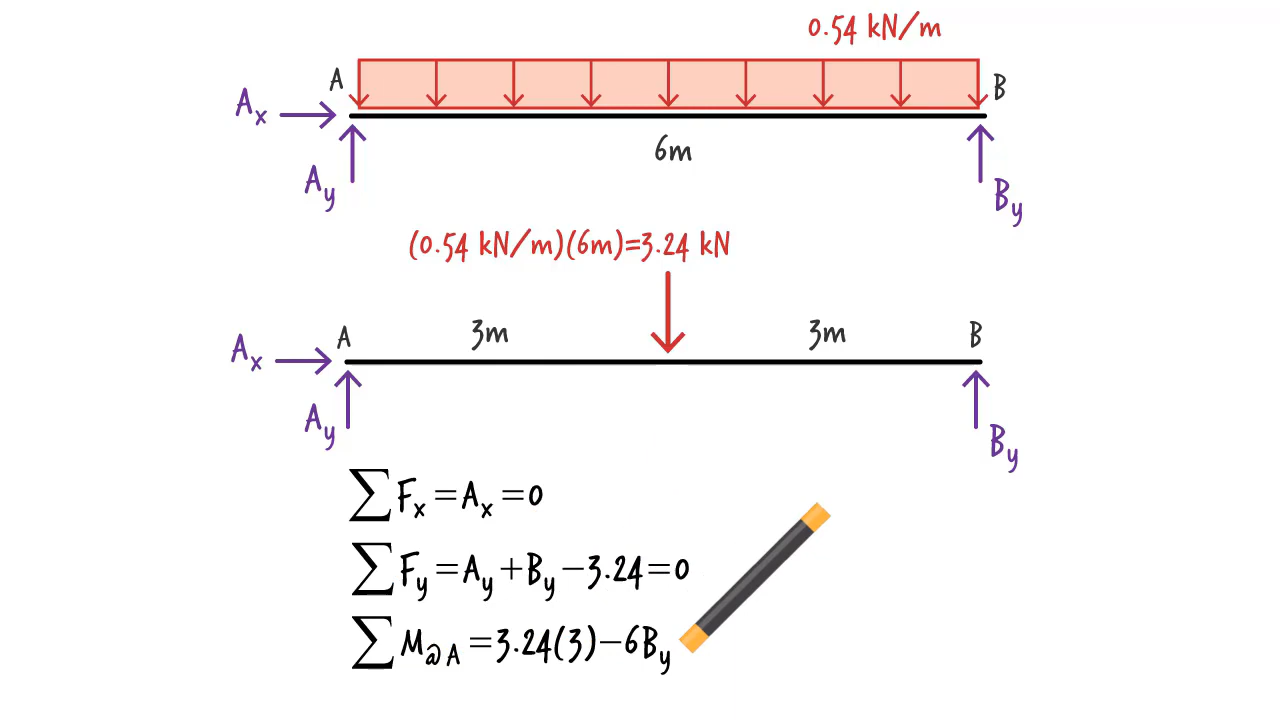 0.54 kN/m
A
B
Ax
6m
Ay
By
(0.54 kN/m)(6m)=3.24 kN
A
3m
3m
B
Ax
Ay
By
∑Fx=Ax=0
∑Fy=Ay+By−3.24=0
∑M@A=3.24(3)−6By